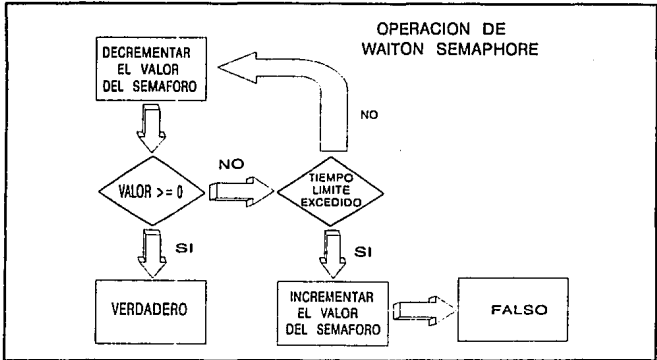 OPERACION DE
WAITON SEMAPHORE
DECREMENTAR
EL VALOR
DEL SEMAFORO
NO
VALOR >= 0
NO
TIEMPO
LIMITE
EXCEDIDO
SI
SI
VERDADERO
INCREMENTAR
EL VALOR
DEL SEMAFORO
FALSO